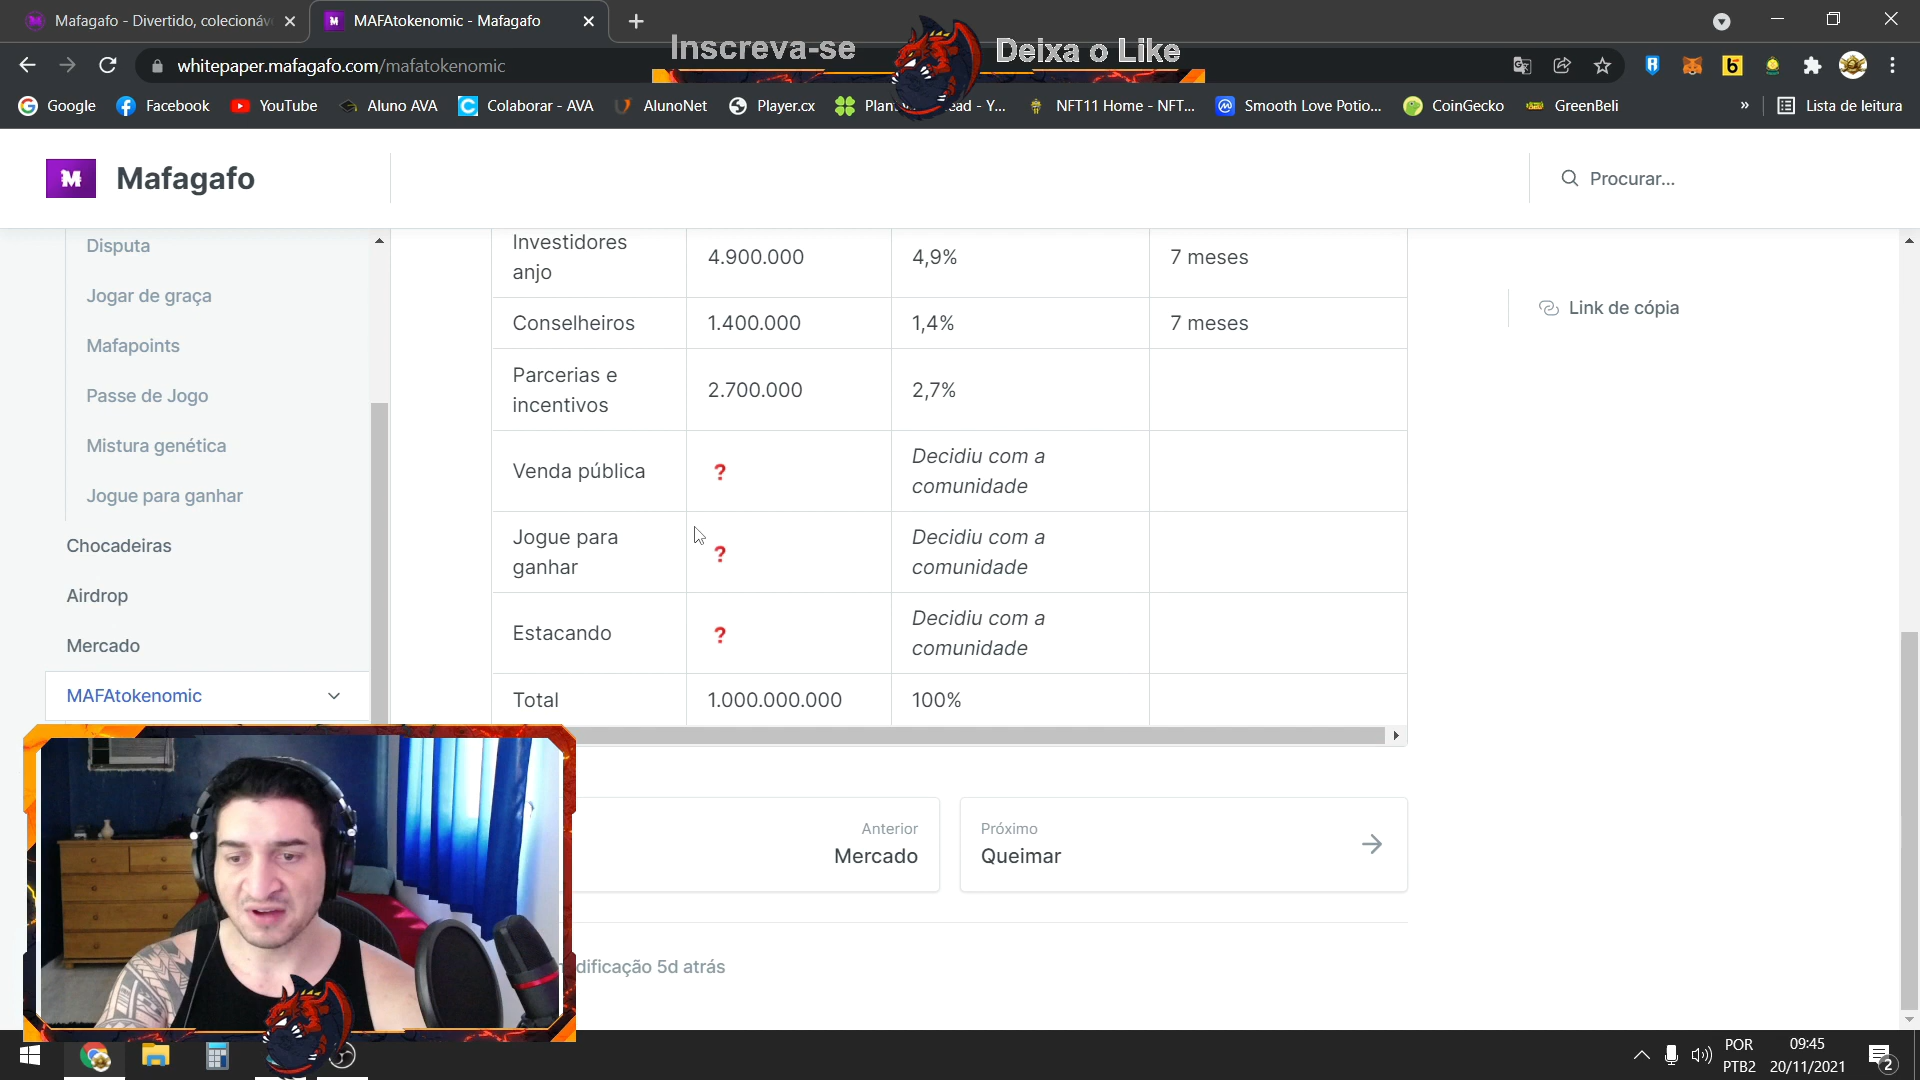 Mafagafo - Divertido, colecionáv
MAFAtokenomic - Mafagafo
Inscreva-se
Deixa o Like
whitepaper.mafagafo.com/mafatokenomic
Google
Facebook
YouTube
Aluno AVA
Colaborar - AVA
AlunoNet
Player.cx
NFT11 Home - NFT...
Smooth Love Potio...
CoinGecko
GreenBeli
»
Lista de leitura
M Mafagafo
Procurar...
Disputa
Jogar de graça
Mafapoints
Passe de Jogo
Mistura genética
Jogue para ganhar
Chocadeiras
Airdrop
Mercado
MAFAtokenomic
Investidores
anjo
4.900.000
4,9%
7 meses
Conselheiros
1.400.000
1,4%
7 meses
Parcerias e
incentivos
2.700.000
2,7%
Venda pública
?
Decidiu com a
comunidade
Jogue para
ganhar
?
Decidiu com a
comunidade
Estacando
?
Decidiu com a
comunidade
Total
1.000.000.000
100%
Link de cópia
Anterior
Mercado
Próximo
Queimar
dificação 5d atrás
POR
PTB2
09:45
20/11/2021
2